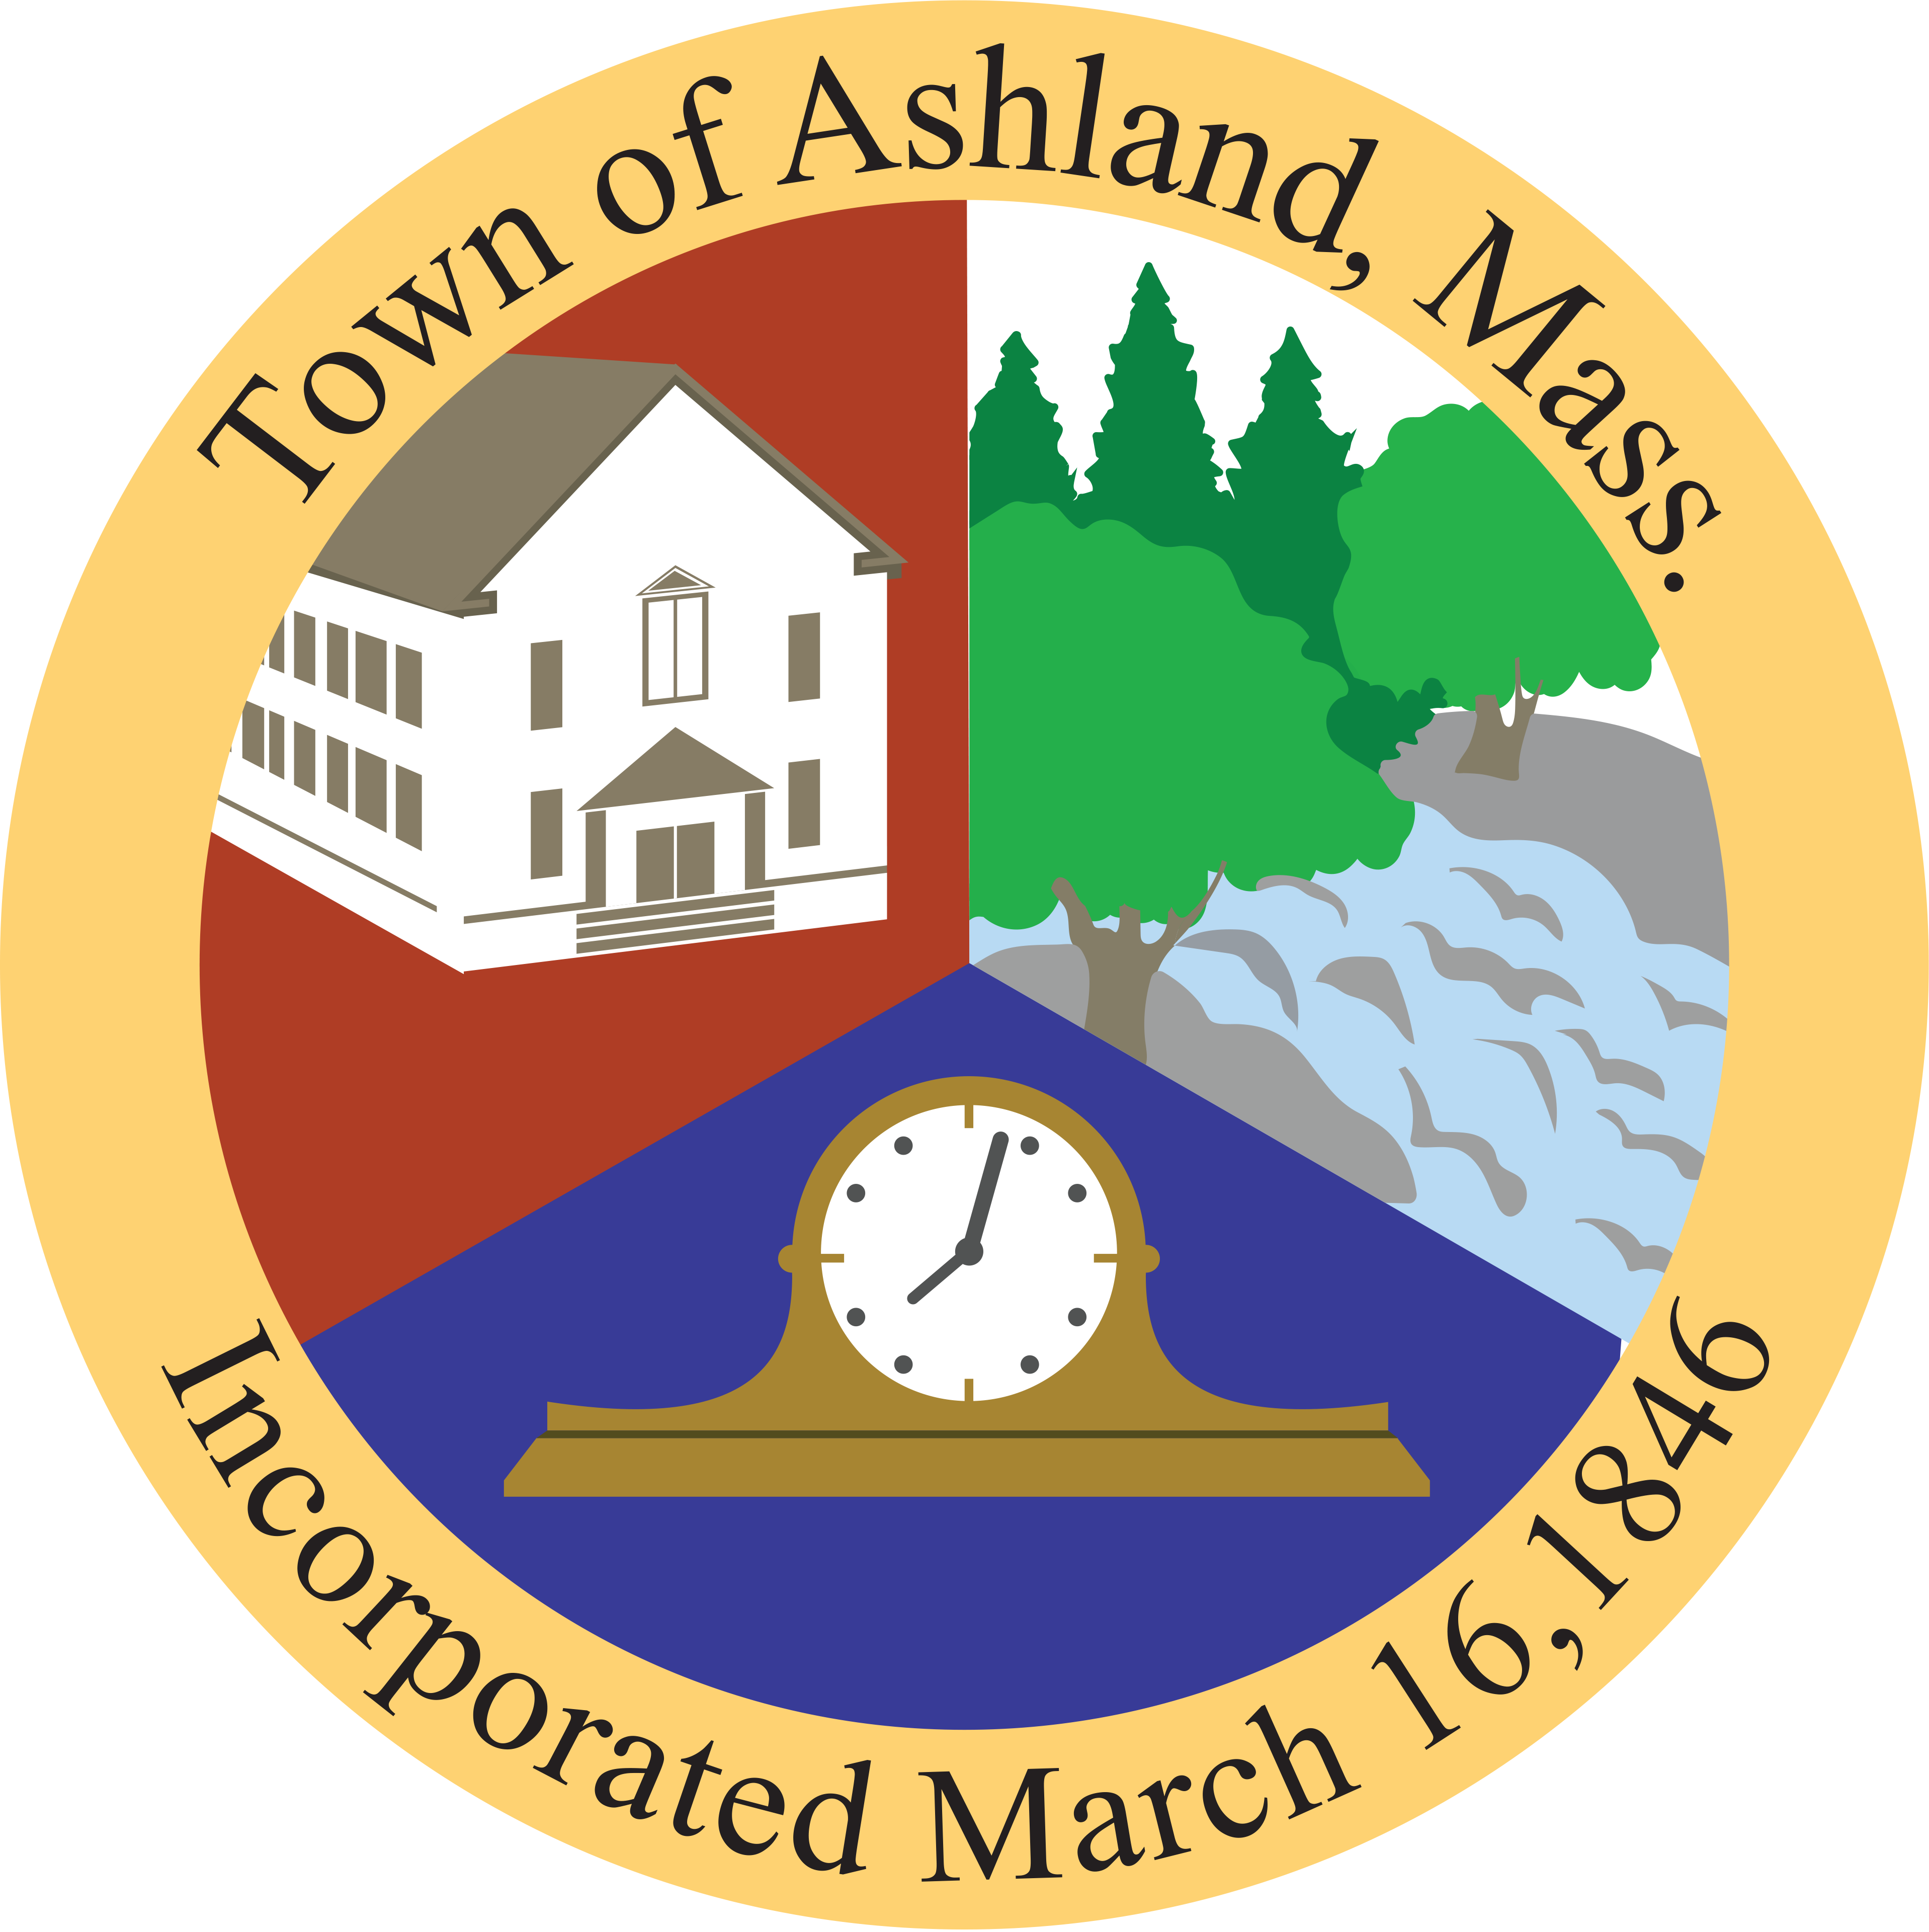 Town of Ashland, Mass.
Incorporated March 16, 1846